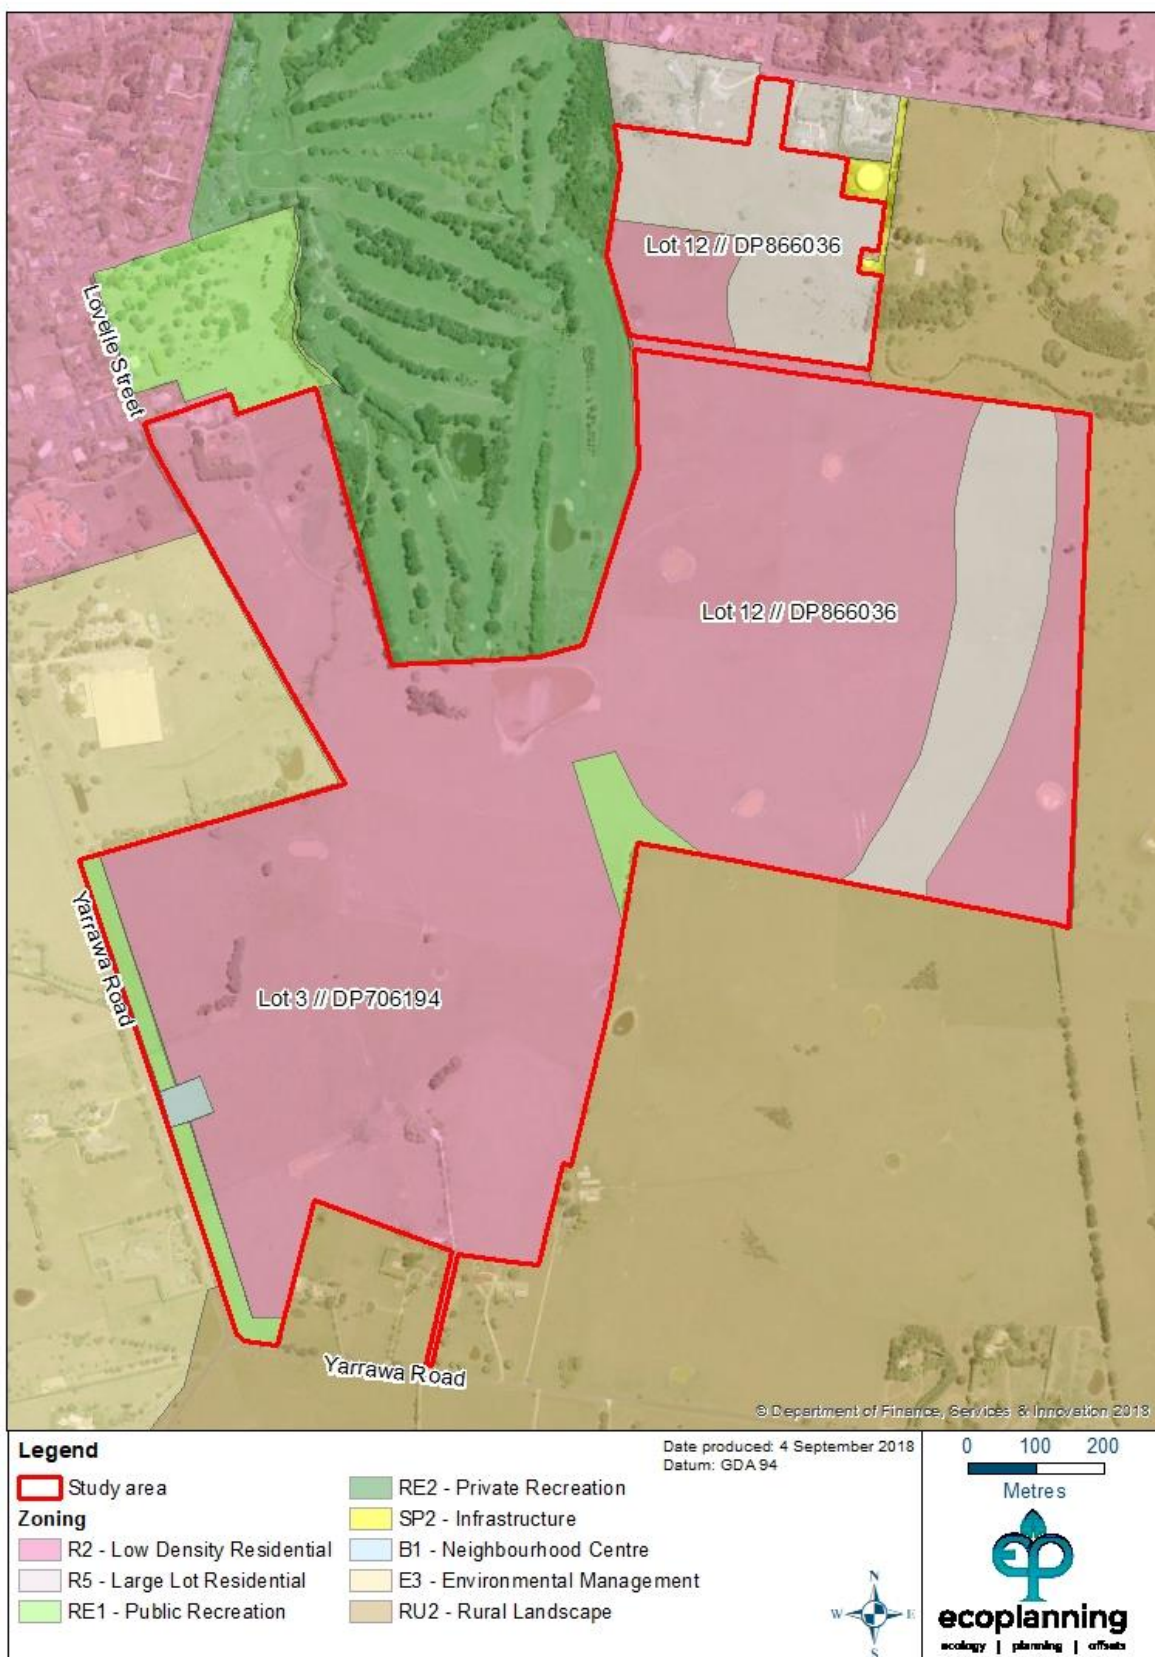 Lot 12 // DP866036
Lovelle Street
Lot 12 // DP866036
Yarrawa Road
Lot 3 // DP706194
Yarrawa Road
© Department of Finance, Services & Innovation 2018
Legend
Study area
Zoning
R2 - Low Density Residential
R5 - Large Lot Residential
RE1 - Public Recreation
RE2 - Private Recreation
SP2 - Infrastructure
B1 - Neighbourhood Centre
E3 - Environmental Management
RU2 - Rural Landscape
Date produced: 4 September 2018
Datum: GDA 94
N
W E
S
0 100 200
Metres
ep
ecoplanning
ecology | planning | offsets